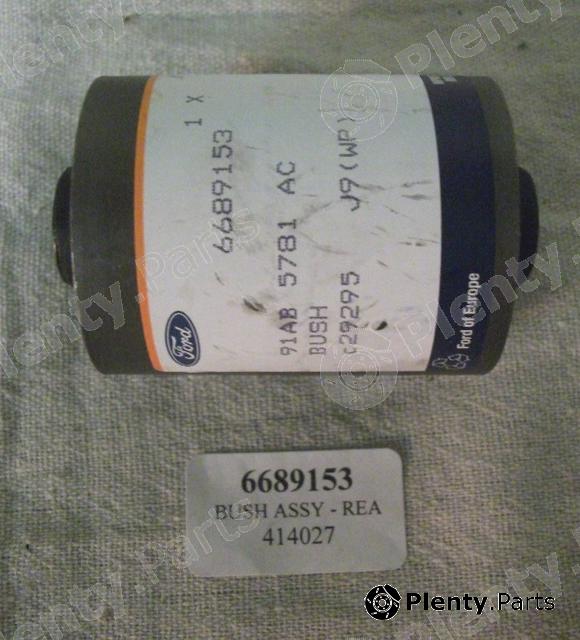 1 X
6689153
91AB 5781 AC
BUSH J9(WP)
c29295
Ford
Ford of Europe
6689153
BUSH ASSY - REA
414027
Plenty.Parts